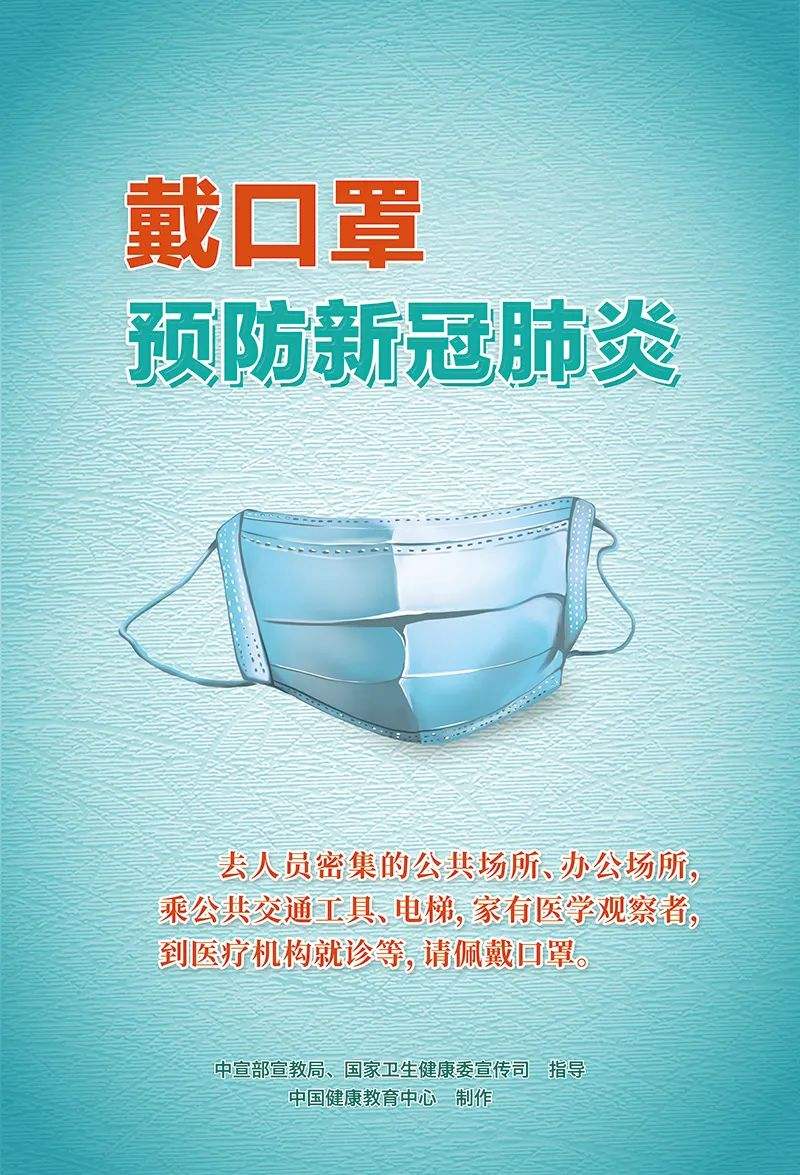 戴口罩
预防新冠肺炎
去人员密集的公共场所、办公场所,
乘公共交通工具、电梯,家有医学观察者,
到医疗机构就诊等,请佩戴口罩。
中宣部宣教局、国家卫生健康委宣传司 指导
中国健康教育中心 制作